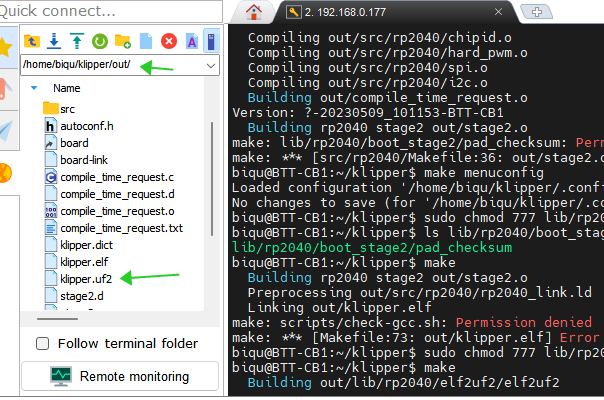 Quick connect...
2. 192.168.0.177
/home/biqu/klipper/out/
Name
src
autoconf.h
board
board-link
compile_time_request.c
compile_time_request.d
compile_time_request.o
compile_time_request.txt
klipper.dict
klipper.elf
klipper.uf2
stage2.d
Follow terminal folder
Remote monitoring
Compiling out/src/rp2040/chipid.o
Compiling out/src/rp2040/hard_pwm.o
Compiling out/src/rp2040/spi.o
Compiling out/src/rp2040/i2c.o
Building out/compile_time_request.o
Version: ?-20230509_101153-BTT-CB1
Building rp2040 stage2 out/stage2.o
make: lib/rp2040/boot_stage2/pad_checksum: Perm
make: *** [src/rp2040/Makefile:36: out/stage2.o
biqu@BTT-CB1:~/klipper$ make menuconfig
Loaded configuration '/home/biqu/klipper/.conf
No changes to save (for '/home/biqu/klipper/.co
biqu@BTT-CB1:~/klipper$ sudo chmod 777 lib/rp20
biqu@BTT-CB1:~/klipper$ ls lib/rp2040/boot_stag
lib/rp2040/boot_stage2/pad_checksum
biqu@BTT-CB1:~/klipper$ make
Building rp2040 stage2 out/stage2.o
Preprocessing out/src/rp2040/rp2040_link.ld
Linking out/klipper.elf
make: scripts/check-gcc.sh: Permission denied
make: *** [Makefile:73: out/klipper.elf] Error
biqu@BTT-CB1:~/klipper$ sudo chmod 777 lib/rp20
biqu@BTT-CB1:~/klipper$ make
Building out/lib/rp2040/elf2uf2/elf2uf2